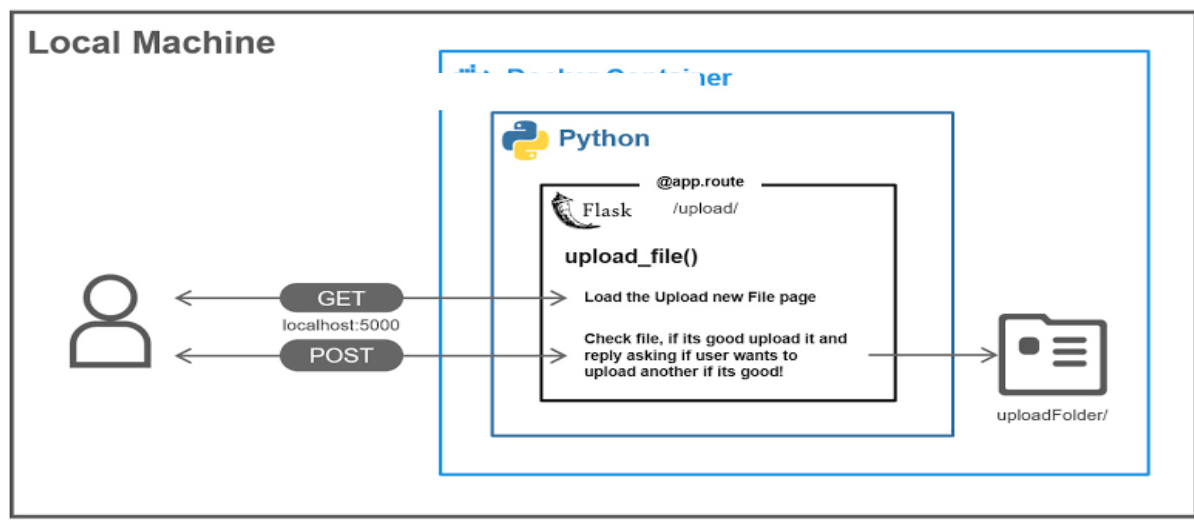 Local Machine
Python
@app.route
Flask
/upload/
upload_file()
GET
Load the Upload new File page
localhost:5000
POST
Check file, if its good upload it and
reply asking if user wants to
upload another if its good!
uploadFolder/